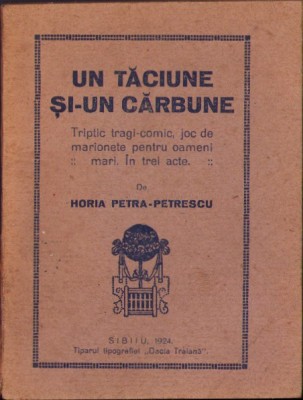 UN TĂCIUNE
ȘI-UN CĂRBUNE
Triptic tragi-comic, joc de
marionete pentru oameni
:: mari. În trei acte. ::
De
HORIA PETRA-PETRESCU
SIBIIU, 1924.
Tiparul tipografiei „Dacia Traiană".